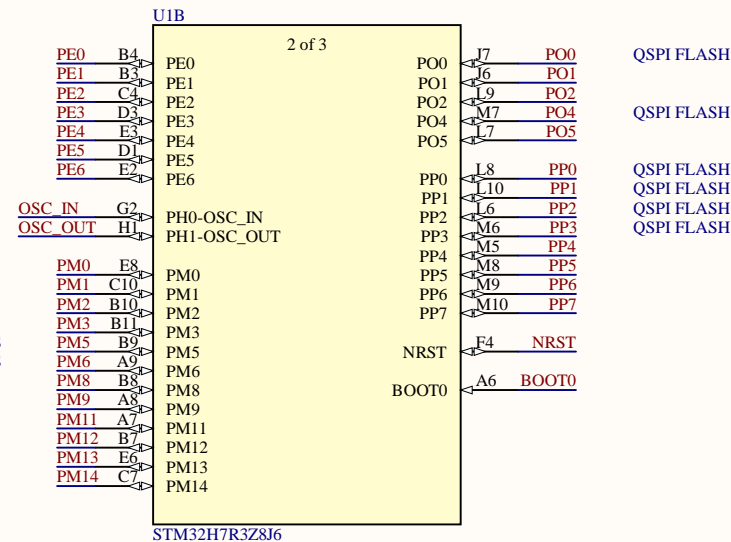 U1B
2 of 3
PE0 B4 PE0 PO0 J7 PO0 QSPI FLASH
PE1 B3 PE1 PO1 J6 PO1
PE2 C4 PE2 PO2 L9 PO2
PE3 D3 PE3 PO4 M7 PO4 QSPI FLASH
PE4 E3 PE4 PO5 L7 PO5
PE5 D1 PE5
PE6 E2 PE6 PP0 L8 PP0 QSPI FLASH
PP1 L10 PP1 QSPI FLASH
OSC_IN G2 PH0-OSC_IN PP2 L6 PP2 QSPI FLASH
OSC_OUT H1 PH1-OSC_OUT PP3 M6 PP3 QSPI FLASH
PP4 M5 PP4
PM0 E8 PM0 PP5 M8 PP5
PM1 C10 PM1 PP6 M9 PP6
PM2 B10 PM2 PP7 M10 PP7
PM3 B11 PM3
PM5 B9 PM5 NRST F4 NRST
PM6 A9 PM6
PM8 B8 PM8 BOOT0 A6 BOOT0
PM9 A8 PM9
PM11 A7 PM11
PM12 B7 PM12
PM13 E6 PM13
PM14 C7 PM14
STM32H7R3Z8J6